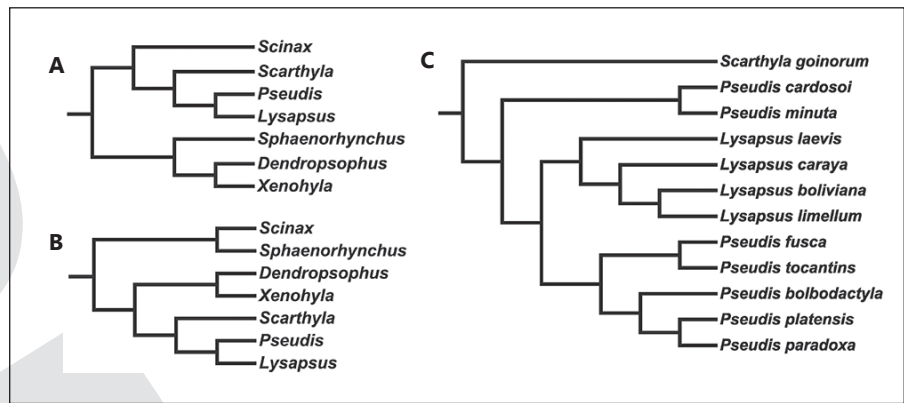 A
Scinax
Scarthyla
Pseudis
Lysapsus
Sphaenorhynchus
Dendropsophus
Xenohyla
B
Scinax
Sphaenorhynchus
Dendropsophus
Xenohyla
Scarthyla
Pseudis
Lysapsus
C
Scarthyla goinorum
Pseudis cardosoi
Pseudis minuta
Lysapsus laevis
Lysapsus caraya
Lysapsus boliviana
Lysapsus limellum
Pseudis fusca
Pseudis tocantins
Pseudis bolbodactyla
Pseudis platensis
Pseudis paradoxa